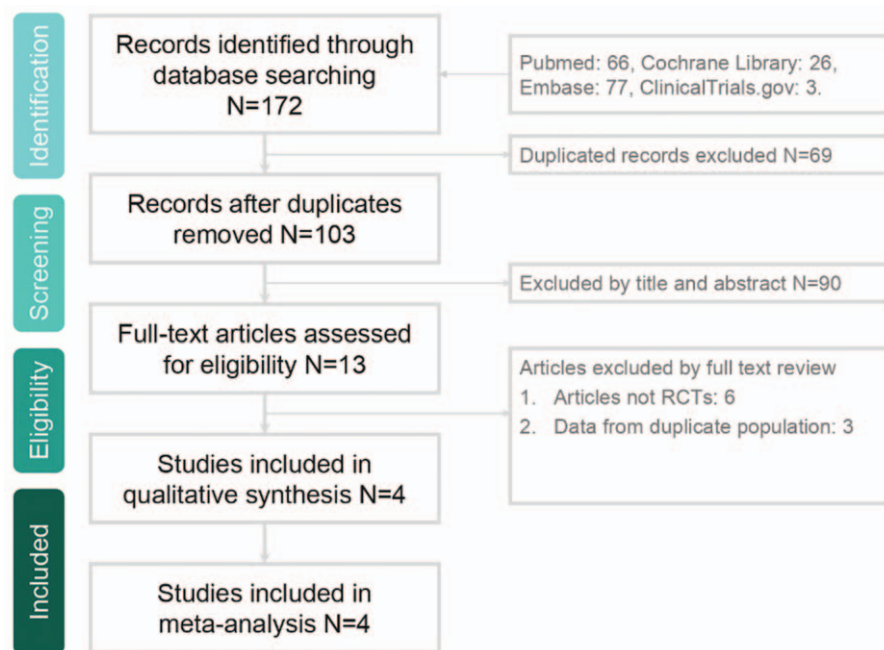 Identification
Records identified through
database searching
N=172
Pubmed: 66, Cochrane Library: 26,
Embase: 77, ClinicalTrials.gov: 3.
Duplicated records excluded N=69
Screening
Records after duplicates
removed N=103
Excluded by title and abstract N=90
Eligibility
Full-text articles assessed
for eligibility N=13
Articles excluded by full text review
1. Articles not RCTs: 6
2. Data from duplicate population: 3
Studies included in
qualitative synthesis N=4
Included
Studies included in
meta-analysis N=4